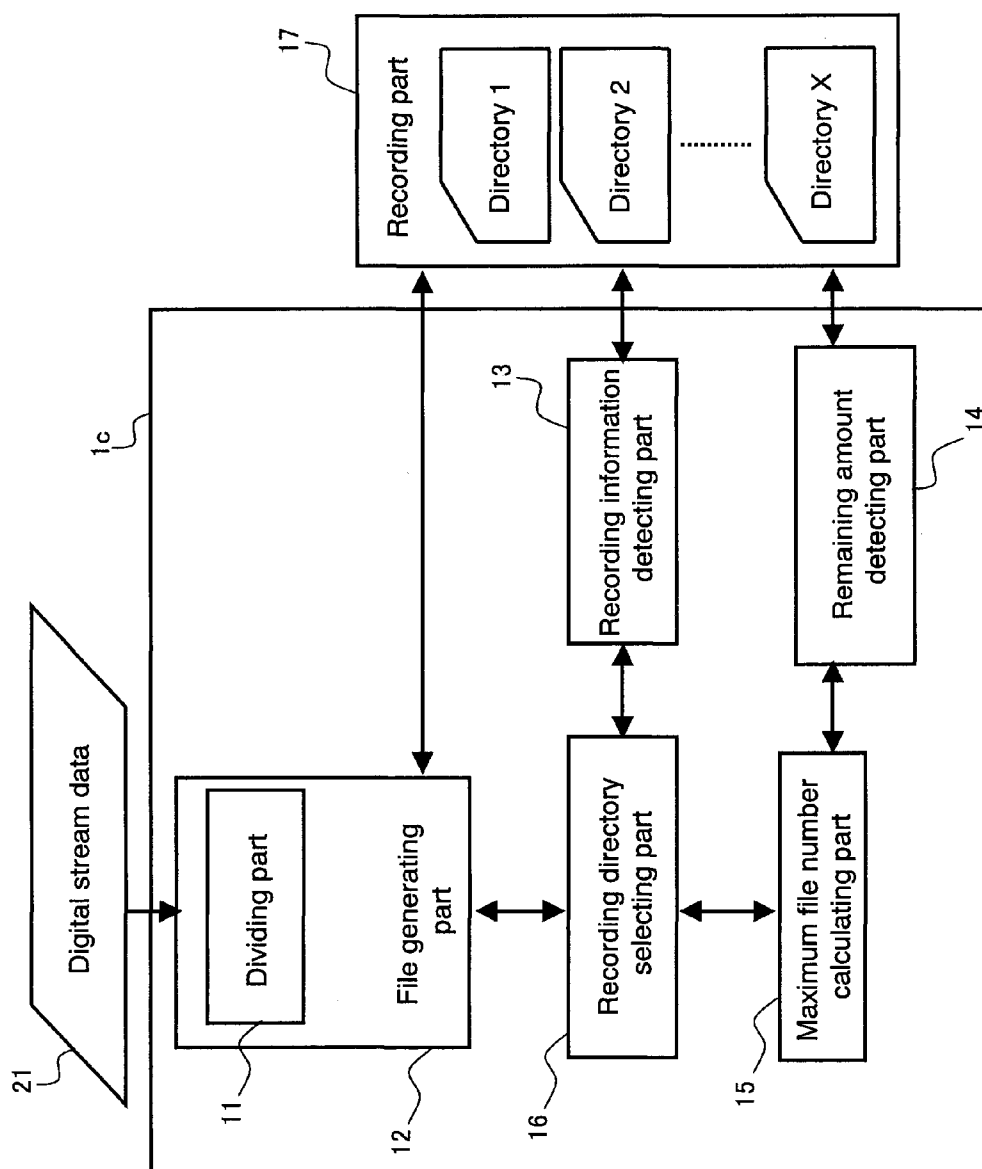 21
Digital stream data
1c
17
Recording part
Directory 1
Directory 2
Directory X
11
Dividing part
12
File generating
part
16
Recording directory
selecting part
13
Recording information
detecting part
15
Maximum file number
calculating part
14
Remaining amount
detecting part